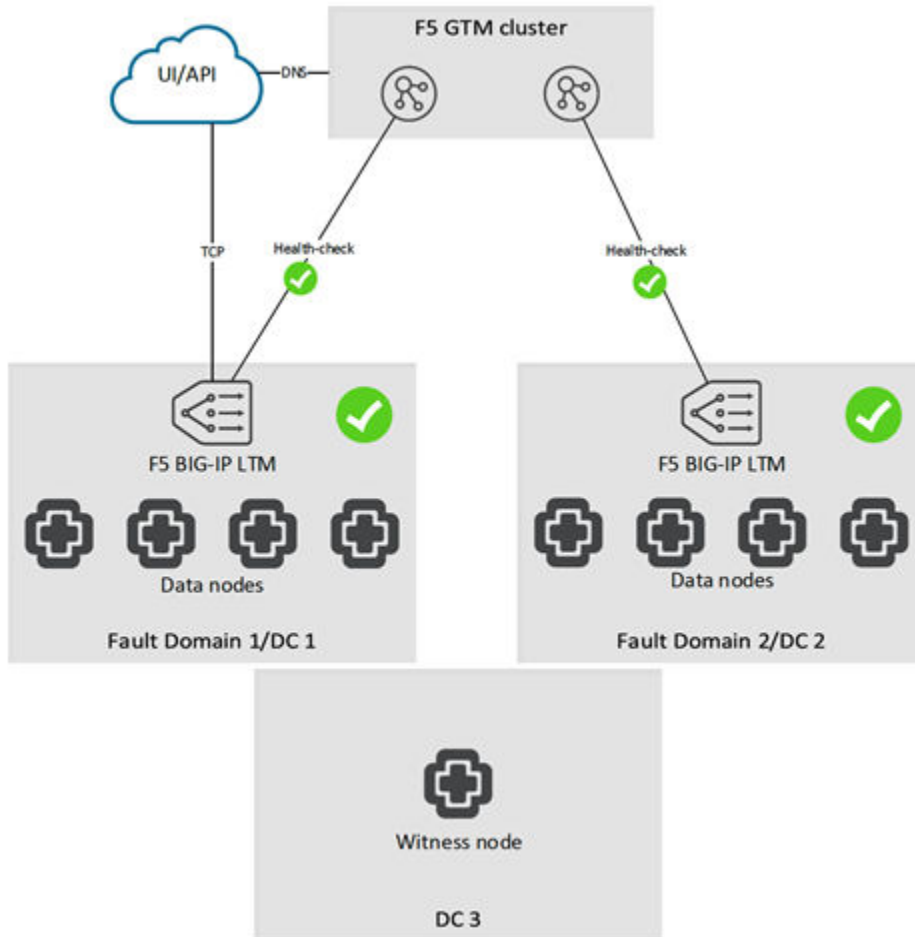 F5 GTM cluster
UI/API
DNS
TCP
Health-check
Health-check
F5 BIG-IP LTM
F5 BIG-IP LTM
Data nodes
Data nodes
Fault Domain 1/DC 1
Fault Domain 2/DC 2
Witness node
DC 3